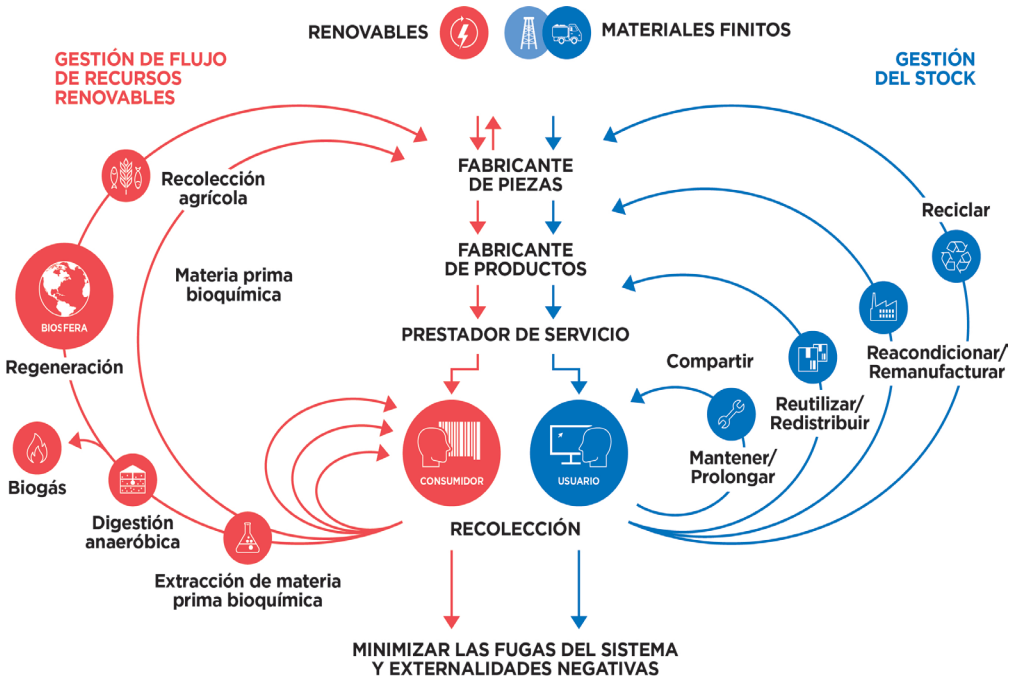 RENOVABLES
MATERIALES FINITOS
GESTIÓN DE FLUJO
DE RECURSOS
RENOVABLES
GESTIÓN
DEL STOCK
FABRICANTE
DE PIEZAS
Recolección
agrícola
Reciclar
FABRICANTE
DE PRODUCTOS
Materia prima
bioquímica
BIOSFERA
PRESTADOR DE SERVICIO
Regeneración
Compartir
Reacondicionar/
Remanufacturar
Reutilizar/
Redistribuir
Mantener/
Prolongar
CONSUMIDOR
USUARIO
Biogás
Digestión
anaeróbica
RECOLECCIÓN
Extracción de materia
prima bioquímica
MINIMIZAR LAS FUGAS DEL SISTEMA
Y EXTERNALIDADES NEGATIVAS